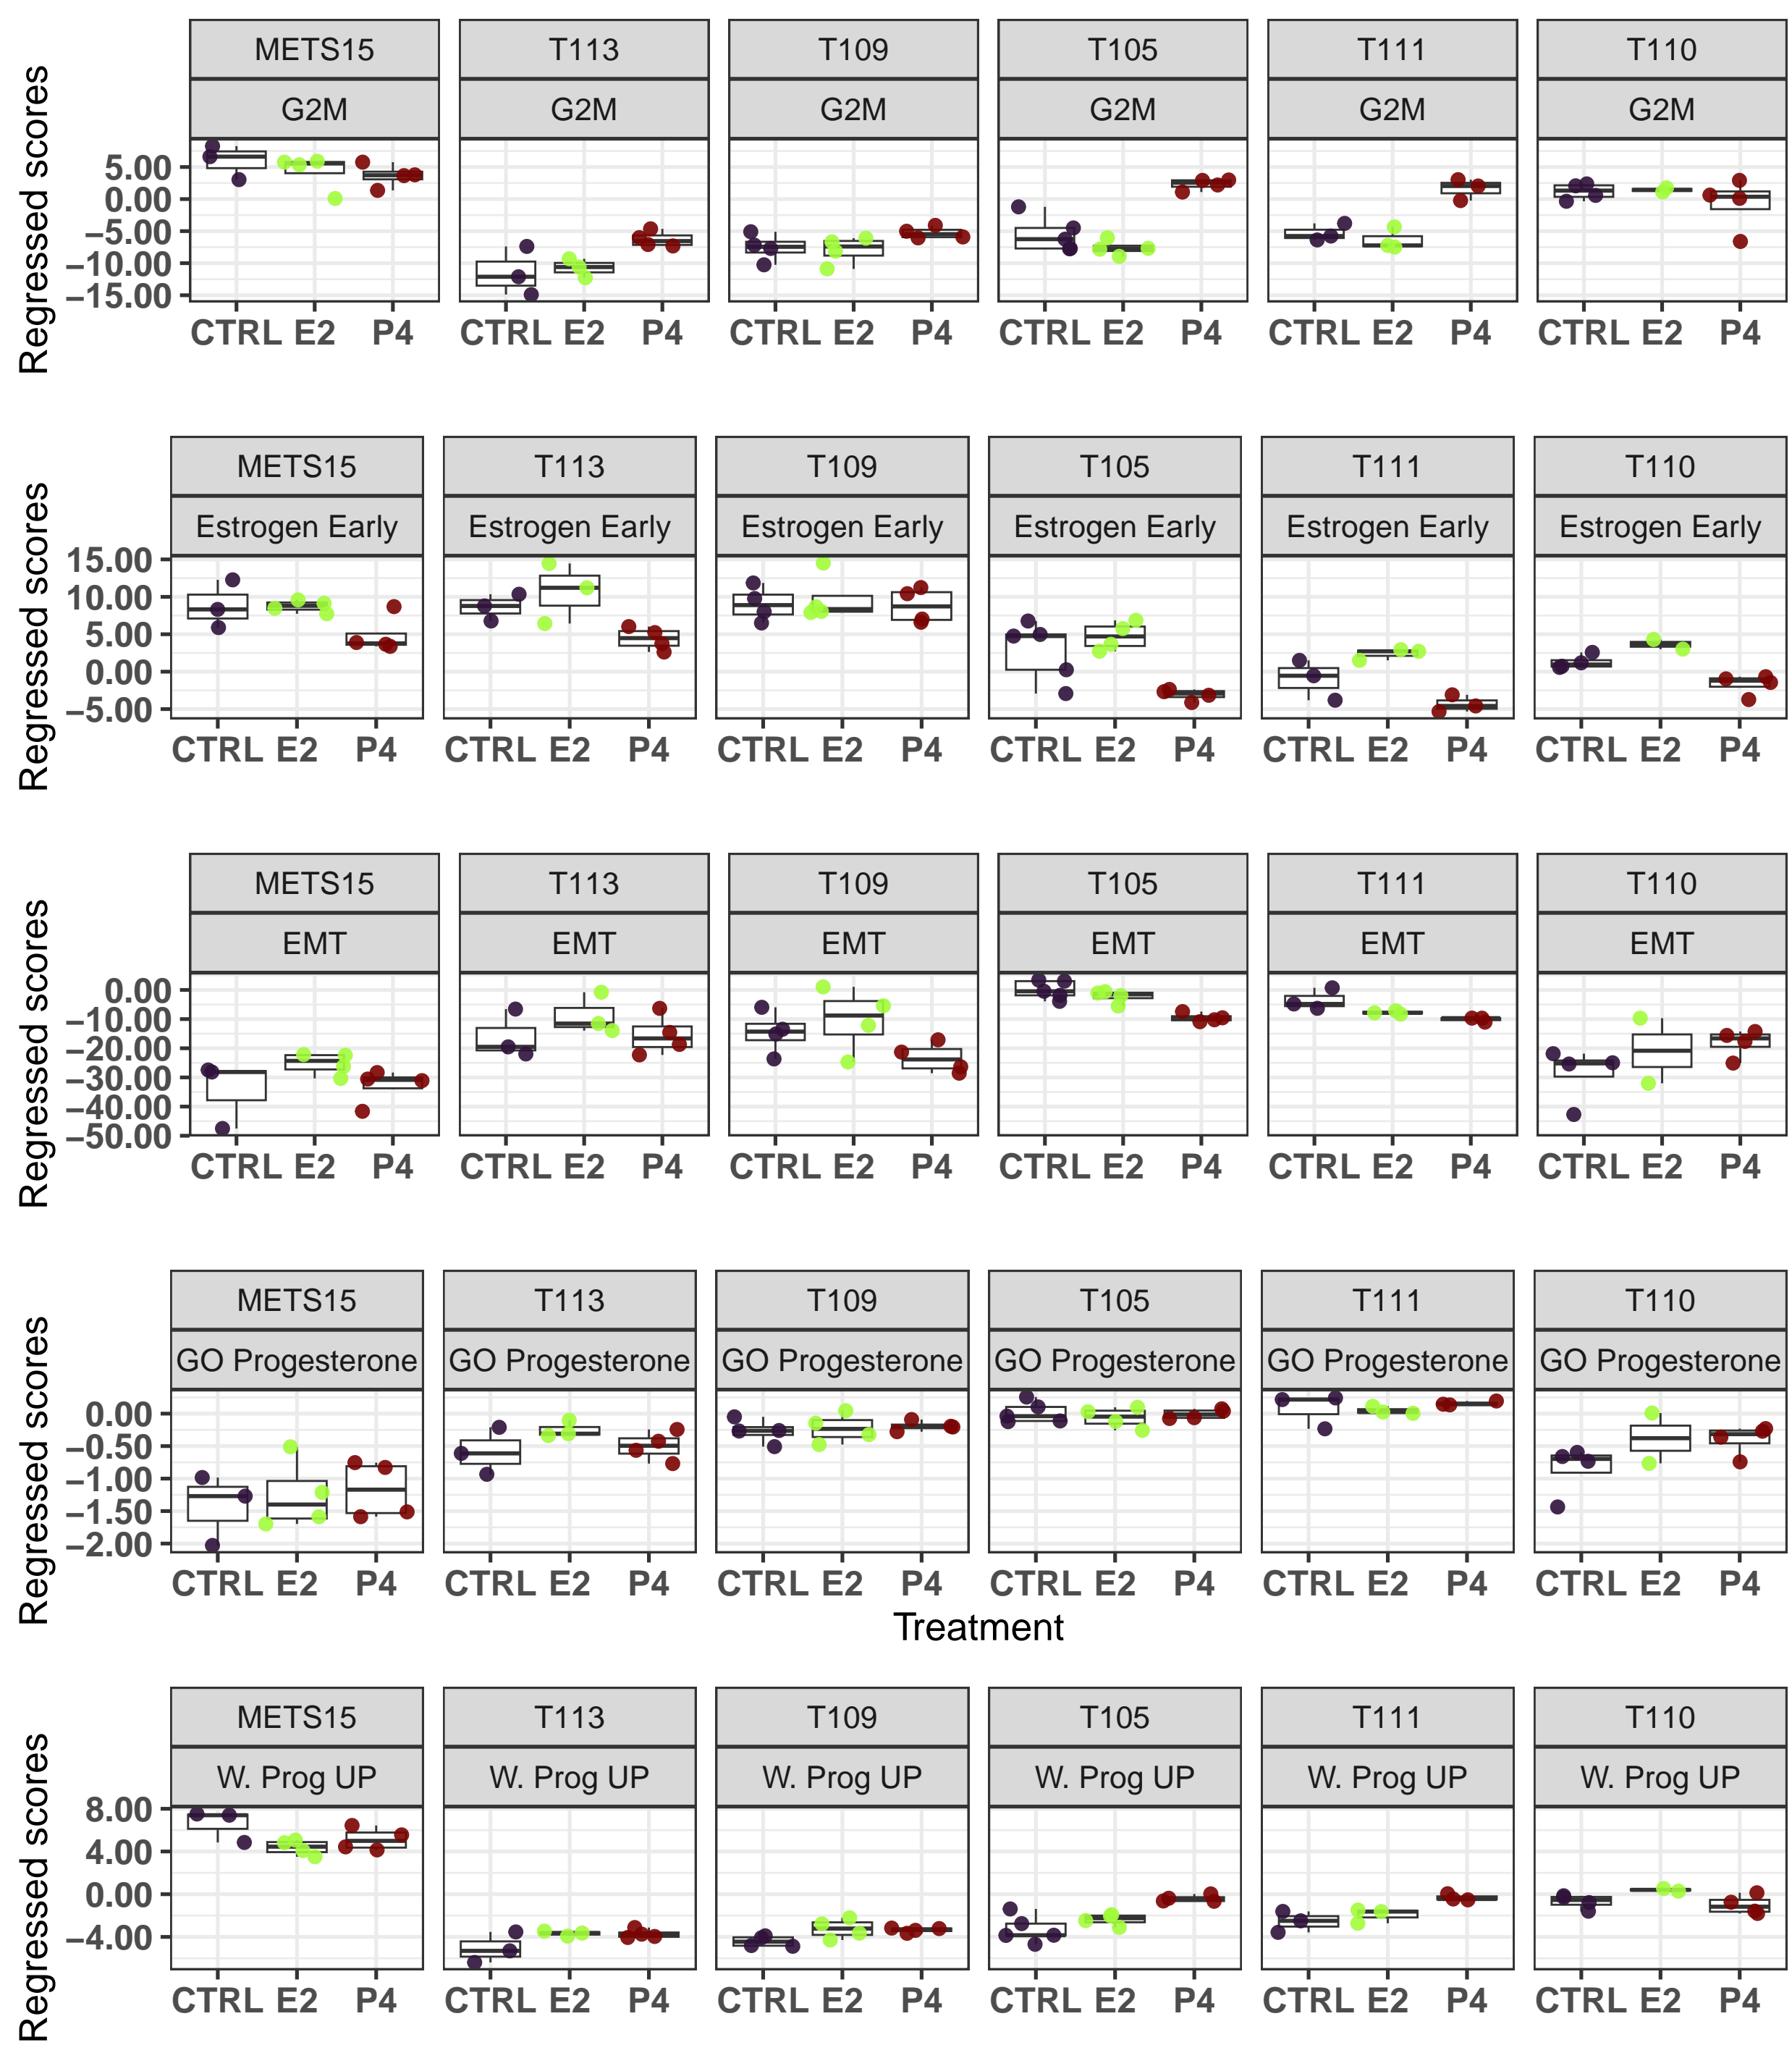 METS15 T113 T109 T105 T111 T110
G2M G2M G2M G2M G2M G2M
Regressed scores
5.00
0.00
−5.00
−10.00
−15.00
CTRL E2 P4 CTRL E2 P4 CTRL E2 P4 CTRL E2 P4 CTRL E2 P4 CTRL E2 P4
METS15 T113 T109 T105 T111 T110
Estrogen Early Estrogen Early Estrogen Early Estrogen Early Estrogen Early Estrogen Early
Regressed scores
15.00
10.00
5.00
0.00
−5.00
CTRL E2 P4 CTRL E2 P4 CTRL E2 P4 CTRL E2 P4 CTRL E2 P4 CTRL E2 P4
METS15 T113 T109 T105 T111 T110
EMT EMT EMT EMT EMT EMT
Regressed scores
0.00
−10.00
−20.00
−30.00
−40.00
−50.00
CTRL E2 P4 CTRL E2 P4 CTRL E2 P4 CTRL E2 P4 CTRL E2 P4 CTRL E2 P4
METS15 T113 T109 T105 T111 T110
GO Progesterone GO Progesterone GO Progesterone GO Progesterone GO Progesterone GO Progesterone
Regressed scores
0.00
−0.50
−1.00
−1.50
−2.00
CTRL E2 P4 CTRL E2 P4 CTRL E2 P4 CTRL E2 P4 CTRL E2 P4 CTRL E2 P4
Treatment
METS15 T113 T109 T105 T111 T110
W. Prog UP W. Prog UP W. Prog UP W. Prog UP W. Prog UP W. Prog UP
Regressed scores
8.00
4.00
0.00
−4.00
CTRL E2 P4 CTRL E2 P4 CTRL E2 P4 CTRL E2 P4 CTRL E2 P4 CTRL E2 P4